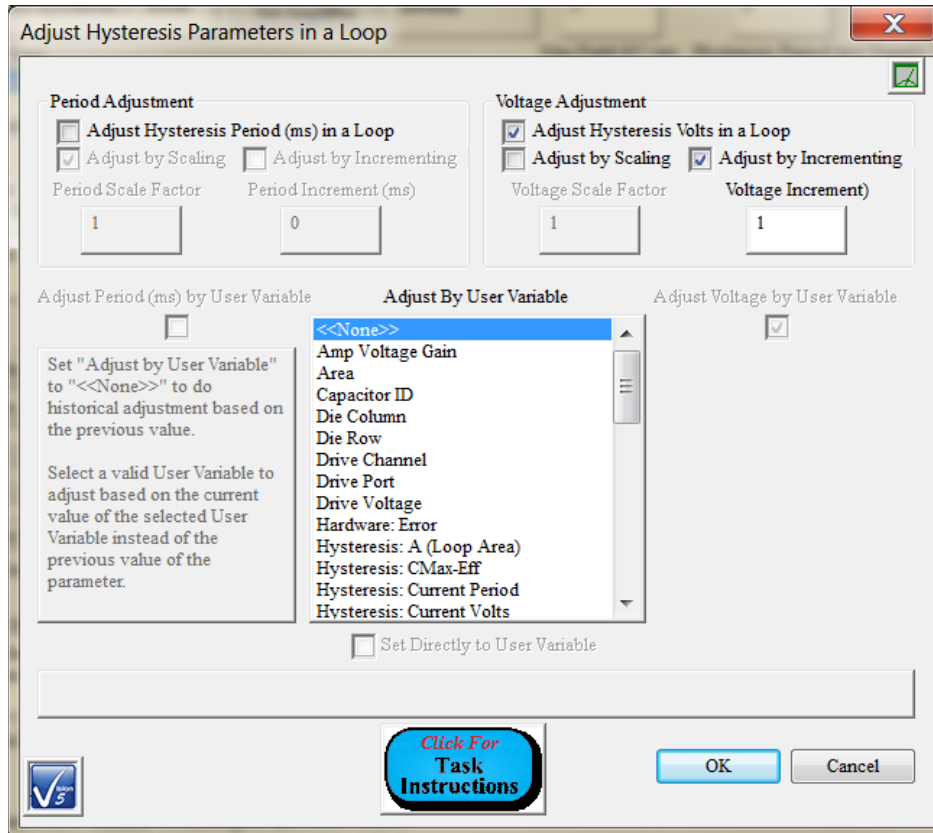 Adjust Hysteresis Parameters in a Loop
Period Adjustment
Adjust Hysteresis Period (ms) in a Loop
Adjust by Scaling
Adjust by Incrementing
Period Scale Factor
Period Increment (ms)
1
0
Voltage Adjustment
Adjust Hysteresis Volts in a Loop
Adjust by Scaling
Adjust by Incrementing
Voltage Scale Factor
Voltage Increment)
1
1
Adjust Period (ms) by User Variable
Adjust By User Variable
Adjust Voltage by User Variable
Set "Adjust by User Variable"
to "<<None>>" to do
historical adjustment based on
the previous value.
Select a valid User Variable to
adjust based on the current
value of the selected User
Variable instead of the
previous value of the
parameter.
<<None>>
Amp Voltage Gain
Area
Capacitor ID
Die Column
Die Row
Drive Channel
Drive Port
Drive Voltage
Hardware: Error
Hysteresis: A (Loop Area)
Hysteresis: CMax-Eff
Hysteresis: Current Period
Hysteresis: Current Volts
Set Directly to User Variable
Click For
Task
Instructions
OK
Cancel
Vision
5